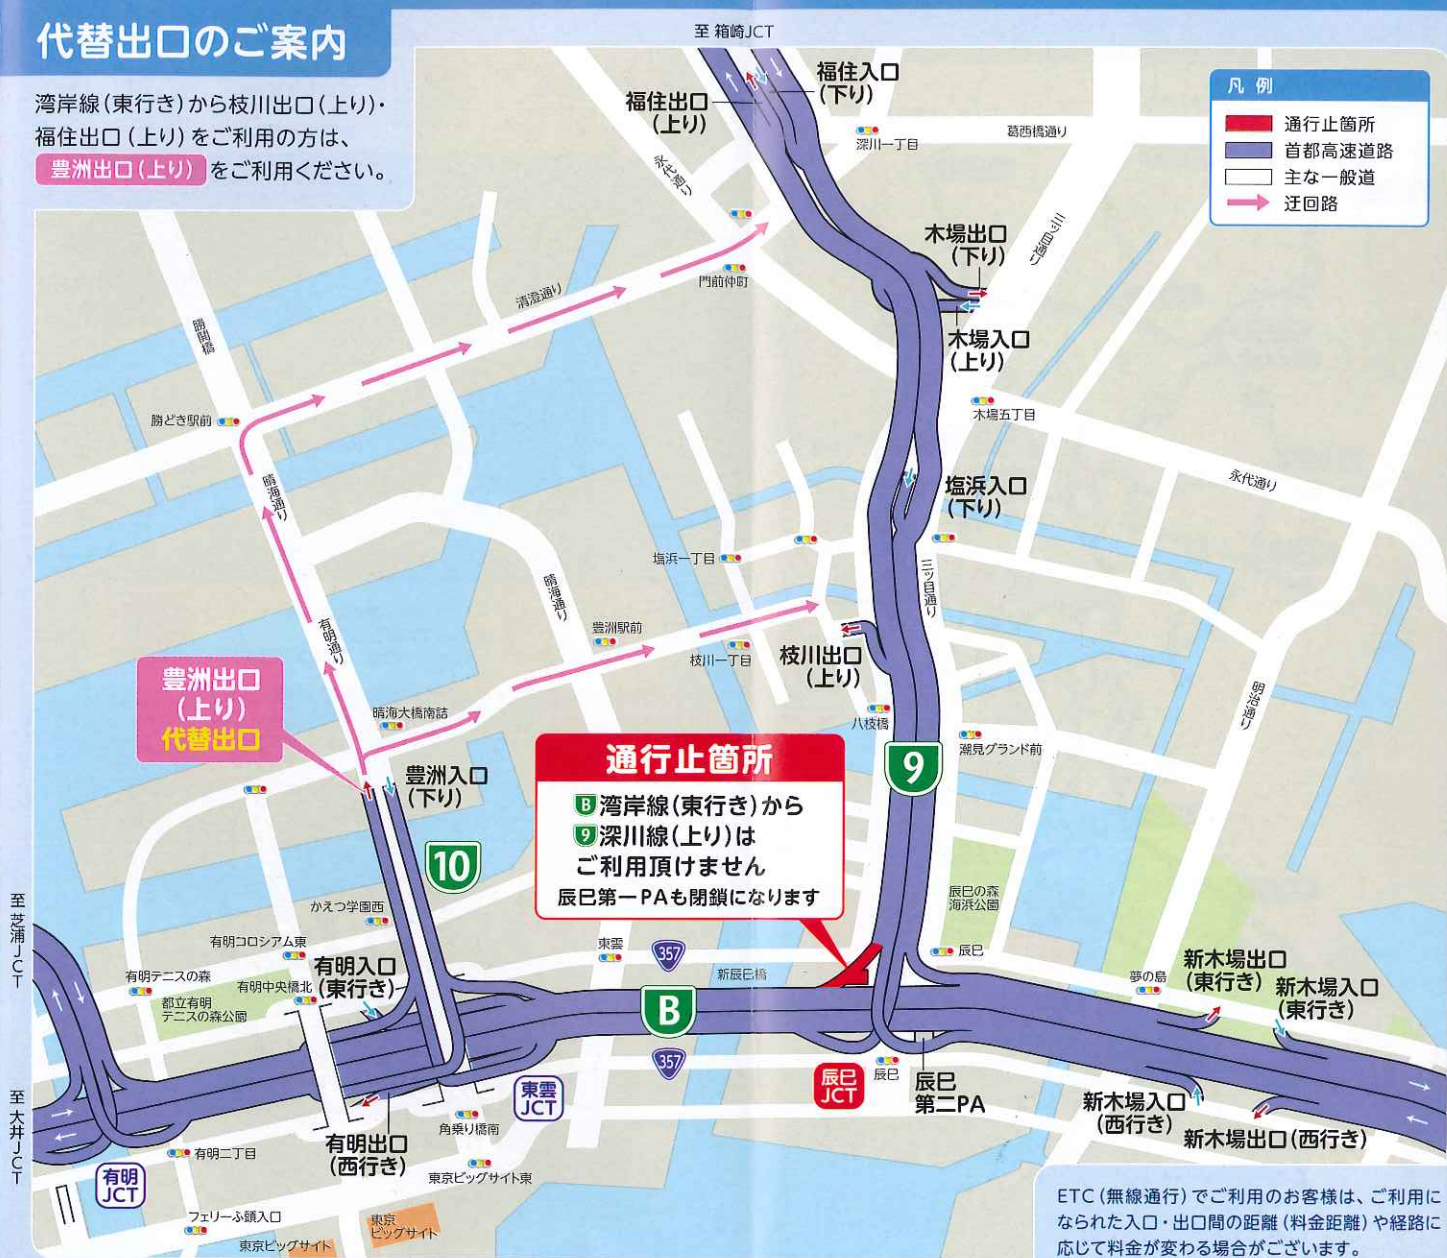 代替出口のご案内
湾岸線(東行き)から枝川出口(上り)・
福住出口(上り)をご利用の方は、
豊洲出口(上り)をご利用ください。
至 箱崎JCT
福住出口
(上り)
福住入口
(下り)
深川一丁目
葛西橋通り
永代通り
凡例
通行止箇所
首都高速道路
主な一般道
迂回路
三ツ目通り
木場出口
(下り)
門前仲町
清澄通り
勝鬨橋
木場入口
(上り)
勝どき駅前
木場五丁目
晴海通り
塩浜入口
(下り)
永代通り
塩浜一丁目
三ツ目通り
晴海通り
有明通り
豊洲駅前
枝川一丁目
枝川出口
(上り)
豊洲出口
(上り)
代替出口
晴海大橋南詰
八枝橋
潮見グランド前
明治通り
豊洲入口
(下り)
通行止箇所
B 湾岸線(東行き)から
9 深川線(上り)は
ご利用頂けません
辰巳第一PAも閉鎖になります
9
10
辰巳の森
海浜公園
至 芝浦JCT
かえつ学園西
有明コロシアム東
有明入口
(東行き)
東雲
357
新辰巳橋
辰巳
有明テニスの森
有明中央橋北
都立有明
テニスの森公園
夢の島
新木場出口
(東行き)
新木場入口
(東行き)
B
357
至 大井JCT
東雲
JCT
辰巳
JCT
辰巳
辰巳
第二PA
新木場入口
(西行き)
新木場出口(西行き)
有明出口
(西行き)
角乗り橋南
有明二丁目
有明
JCT
東京ビッグサイト東
フェリーふ頭入口
東京
ビッグサイト
東京ビッグサイト
ETC(無線通行)でご利用のお客様は、ご利用に
なられた入口・出口間の距離(料金距離)や経路に
応じて料金が変わる場合がございます。